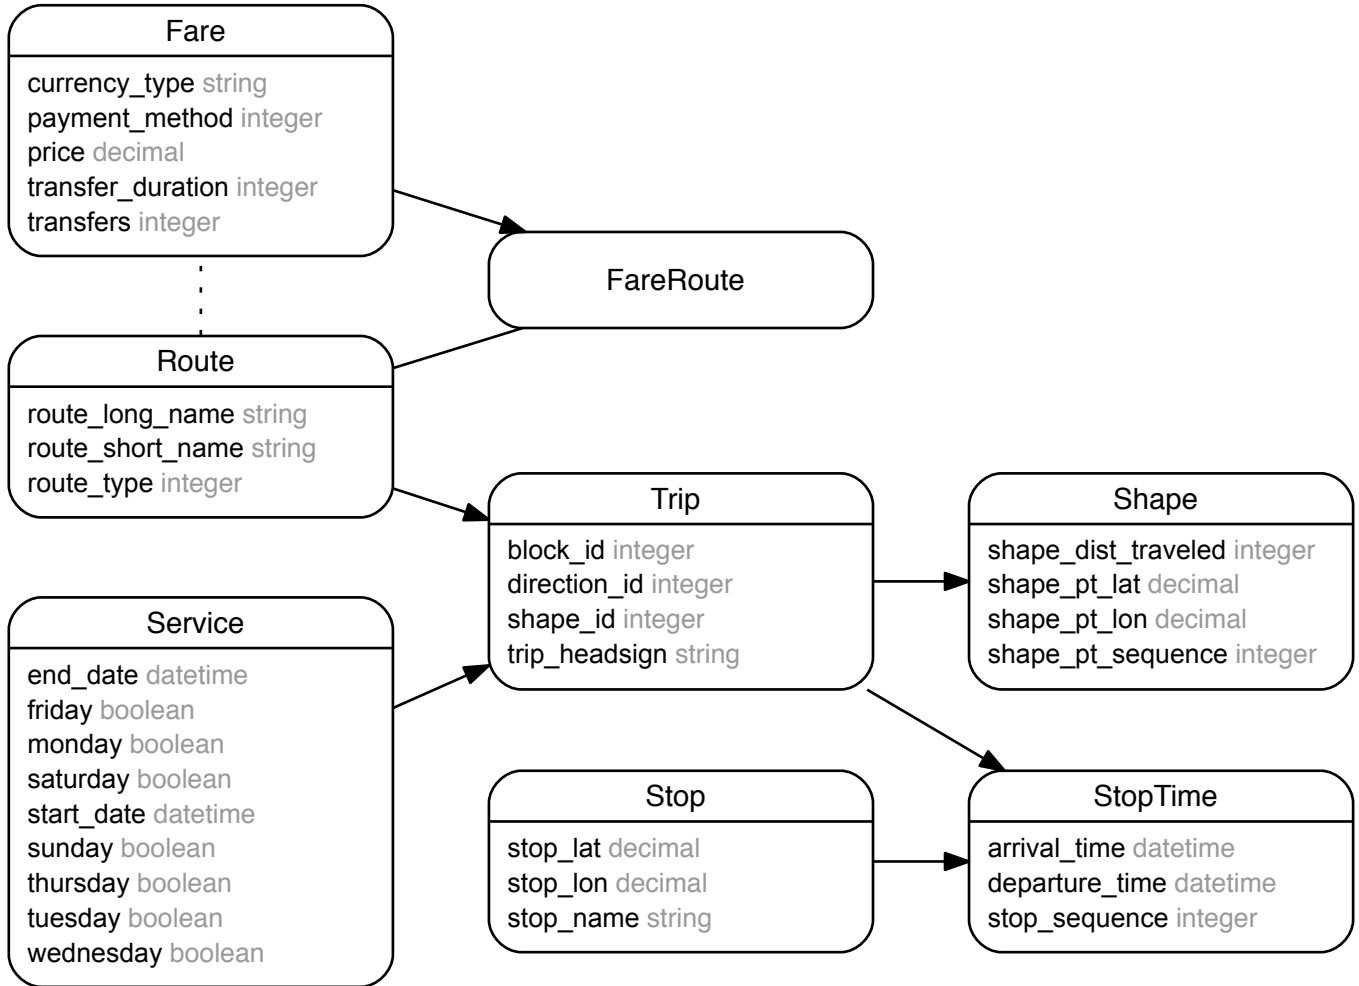 Fare
currency_type string
payment_method integer
price decimal
transfer_duration integer
transfers integer
FareRoute
Route
route_long_name string
route_short_name string
route_type integer
Trip
block_id integer
direction_id integer
shape_id integer
trip_headsign string
Shape
shape_dist_traveled integer
shape_pt_lat decimal
shape_pt_lon decimal
shape_pt_sequence integer
Service
end_date datetime
friday boolean
monday boolean
saturday boolean
start_date datetime
sunday boolean
thursday boolean
tuesday boolean
wednesday boolean
Stop
stop_lat decimal
stop_lon decimal
stop_name string
StopTime
arrival_time datetime
departure_time datetime
stop_sequence integer